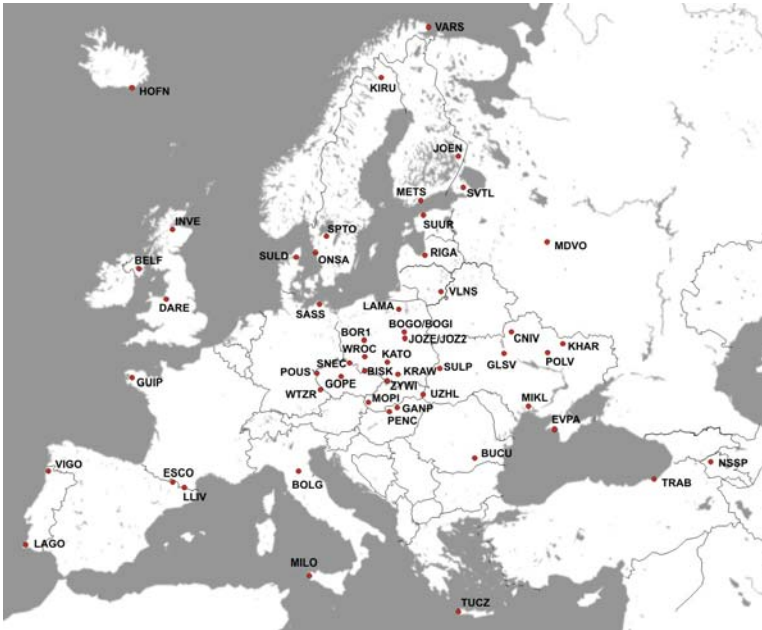 VARS
KIRU
HOFN
JOEN
METS
SVTL
INVE
SUUR
SPTO
MDVO
SULD
ONSA
RIGA
BELF
VLNS
DARE
SASS
LAMA
BOGO/BOGI
BOR1
JOZE/JOZ2
CNIV
KHAR
WROC
SNEC
KATO
GLSV
POLV
POUS
BISK
KRAW
SULP
GUIP
GOPE
ZYWI
WTZR
MOPI
UZHL
GANP
MIKL
PENC
EVPA
VIGO
ESCO
BUCU
NSSP
LLIV
BOLG
TRAB
LAGO
MILO
TUCZ